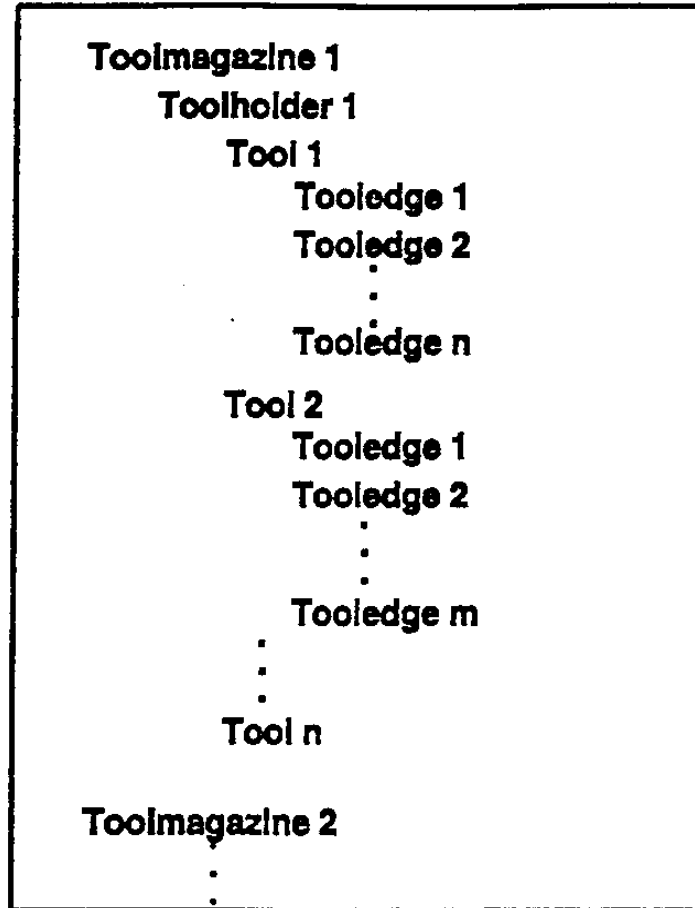 Toolmagazine 1
Toolholder 1
Tool 1
Tooledge 1
Tooledge 2
.
.
.
Tooledge n
Tool 2
Tooledge 1
Tooledge 2
.
.
.
Tooledge m
.
.
.
Tool n
Toolmagazine 2
.
.
.